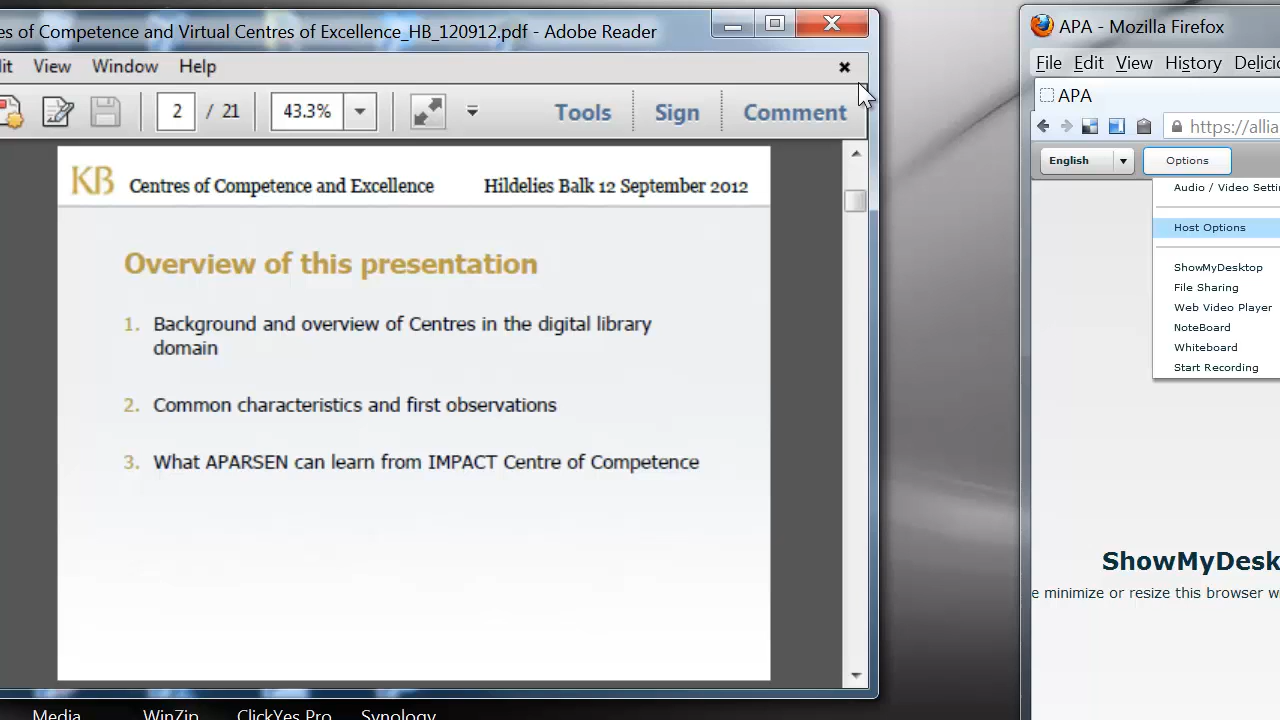 es of Competence and Virtual Centres of Excellence_HB_120912.pdf - Adobe Reader
View Window Help
2 / 21 43.3% Tools Sign Comment
KB Centres of Competence and Excellence Hildelies Balk 12 September 2012
Overview of this presentation
1. Background and overview of Centres in the digital library
domain
2. Common characteristics and first observations
3. What APARSEN can learn from IMPACT Centre of Competence
Media WinZip ClickYes Pro Synology
APA - Mozilla Firefox
File Edit View History Delicio
APA
https://allia
English Options
Audio / Video Setti
Host Options
ShowMyDesktop
File Sharing
Web Video Player
NoteBoard
Whiteboard
Start Recording
ShowMyDesk
e minimize or resize this browser w